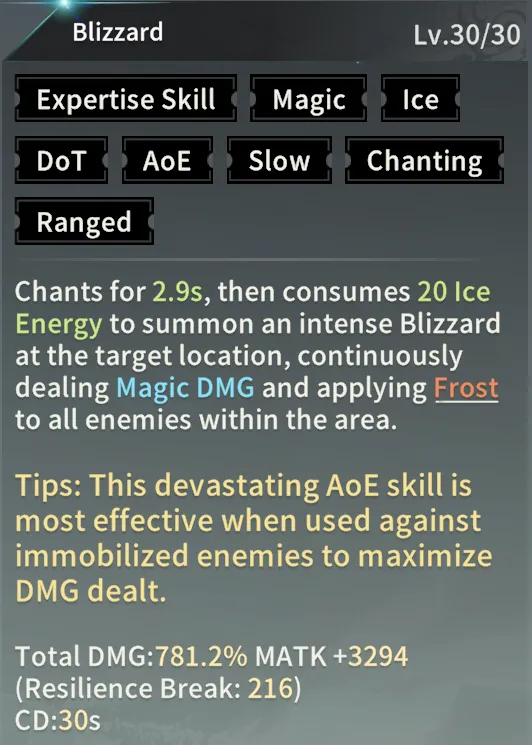 Blizzard Lv.30/30
Expertise Skill Magic Ice
DoT AoE Slow Chanting
Ranged
Chants for 2.9s, then consumes 20 Ice
Energy to summon an intense Blizzard
at the target location, continuously
dealing Magic DMG and applying Frost
to all enemies within the area.
Tips: This devastating AoE skill is
most effective when used against
immobilized enemies to maximize
DMG dealt.
Total DMG:781.2% MATK +3294
(Resilience Break: 216)
CD:30s